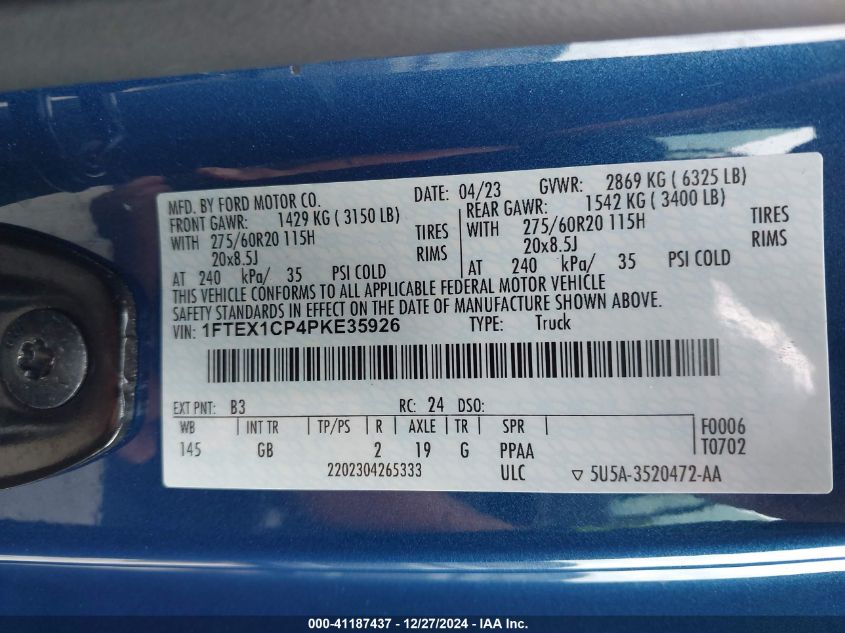 MFD. BY FORD MOTOR CO. DATE: 04/23 GVWR: 2869 KG ( 6325 LB)
FRONT GAWR: 1429 KG ( 3150 LB) REAR GAWR: 1542 KG ( 3400 LB)
WITH 275/60R20 115H TIRES WITH 275/60R20 115H TIRES
20x8.5J RIMS 20x8.5J RIMS
AT 240 kPa/ 35 PSI COLD AT 240 kPa/ 35 PSI COLD
THIS VEHICLE CONFORMS TO ALL APPLICABLE FEDERAL MOTOR VEHICLE
SAFETY STANDARDS IN EFFECT ON THE DATE OF MANUFACTURE SHOWN ABOVE.
VIN: 1FTEX1CP4PKE35926 TYPE: Truck
EXT PNT: B3 RC: 24 DSO:
WB INT TR TP/PS R AXLE TR SPR F0006
145 GB 2 19 G PPAA T0702
2202304265333 ULC ▽ 5U5A-3520472-AA
000-41187437 - 12/27/2024 - IAAI.COM